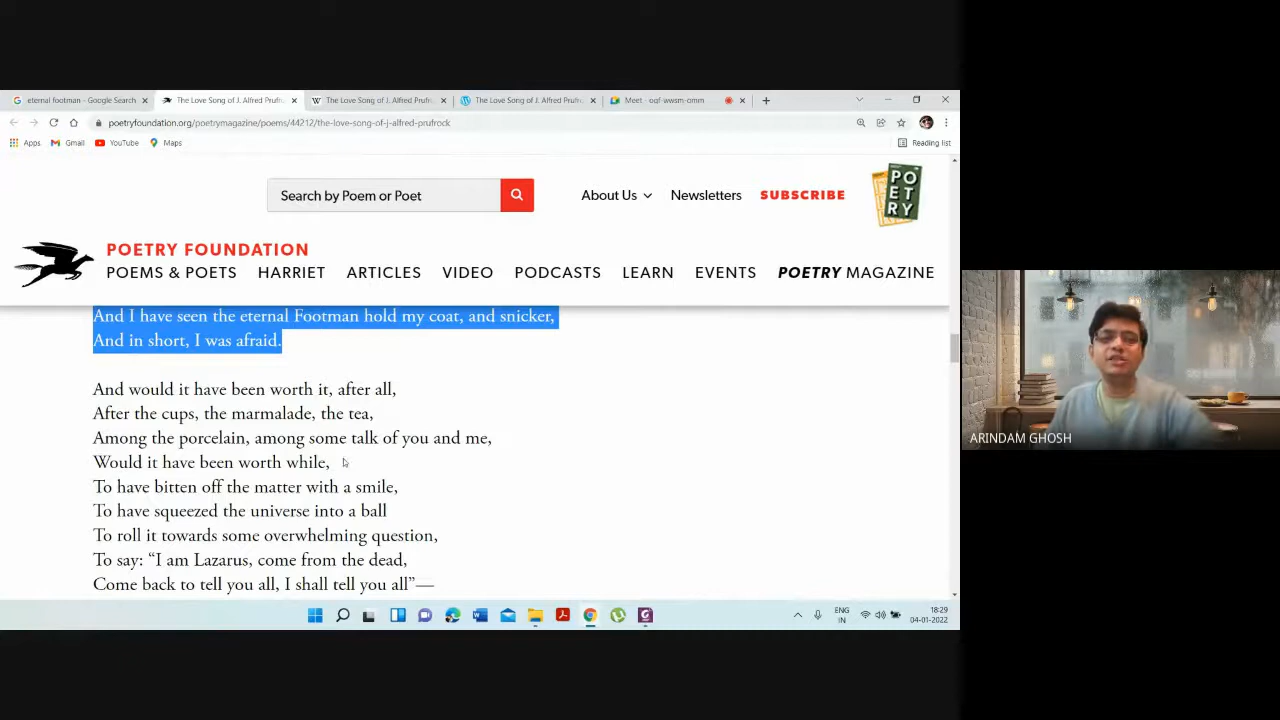 eternal footman - Google Search
The Love Song of J. Alfred Prufr
The Love Song of J. Alfred Prufr
The Love Song of J. Alfred Prufr
Meet - oqf-wwsm-omm
poetryfoundation.org/poetrymagazine/poems/44212/the-love-song-of-j-alfred-prufrock
Apps
Gmail
YouTube
Maps
Reading list
Search by Poem or Poet
About Us
Newsletters
SUBSCRIBE
PO
ET
RY
POETRY FOUNDATION
POEMS & POETS HARRIET ARTICLES VIDEO PODCASTS LEARN EVENTS POETRY MAGAZINE
And I have seen the eternal Footman hold my coat, and snicker,
And in short, I was afraid.
And would it have been worth it, after all,
After the cups, the marmalade, the tea,
Among the porcelain, among some talk of you and me,
Would it have been worth while,
To have bitten off the matter with a smile,
To have squeezed the universe into a ball
To roll it towards some overwhelming question,
To say: “I am Lazarus, come from the dead,
Come back to tell you all, I shall tell you all”—
ARINDAM GHOSH
ENG
IN
18:29
04-01-2022